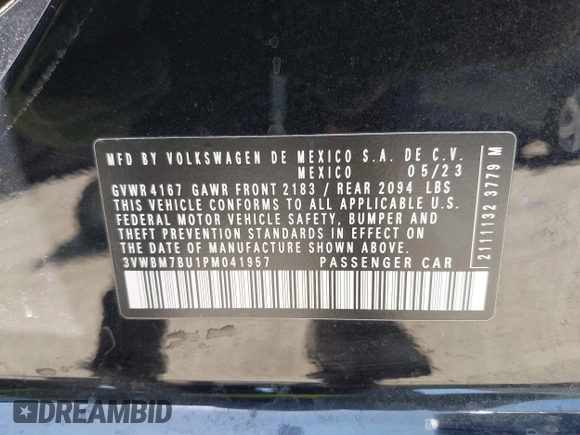 MFD BY VOLKSWAGEN DE MEXICO S.A. DE C.V.
MEXICO 05/23
GVWR 4167 GAWR FRONT 2183 / REAR 2094 LBS
THIS VEHICLE CONFORMS TO ALL APPLICABLE U.S.
FEDERAL MOTOR VEHICLE SAFETY, BUMPER AND
THEFT PREVENTION STANDARDS IN EFFECT ON THE
DATE OF MANUFACTURE SHOWN ABOVE.
3VWBM7BU1PM041957 PASSENGER CAR
2111132 3779 M
DREAMBID